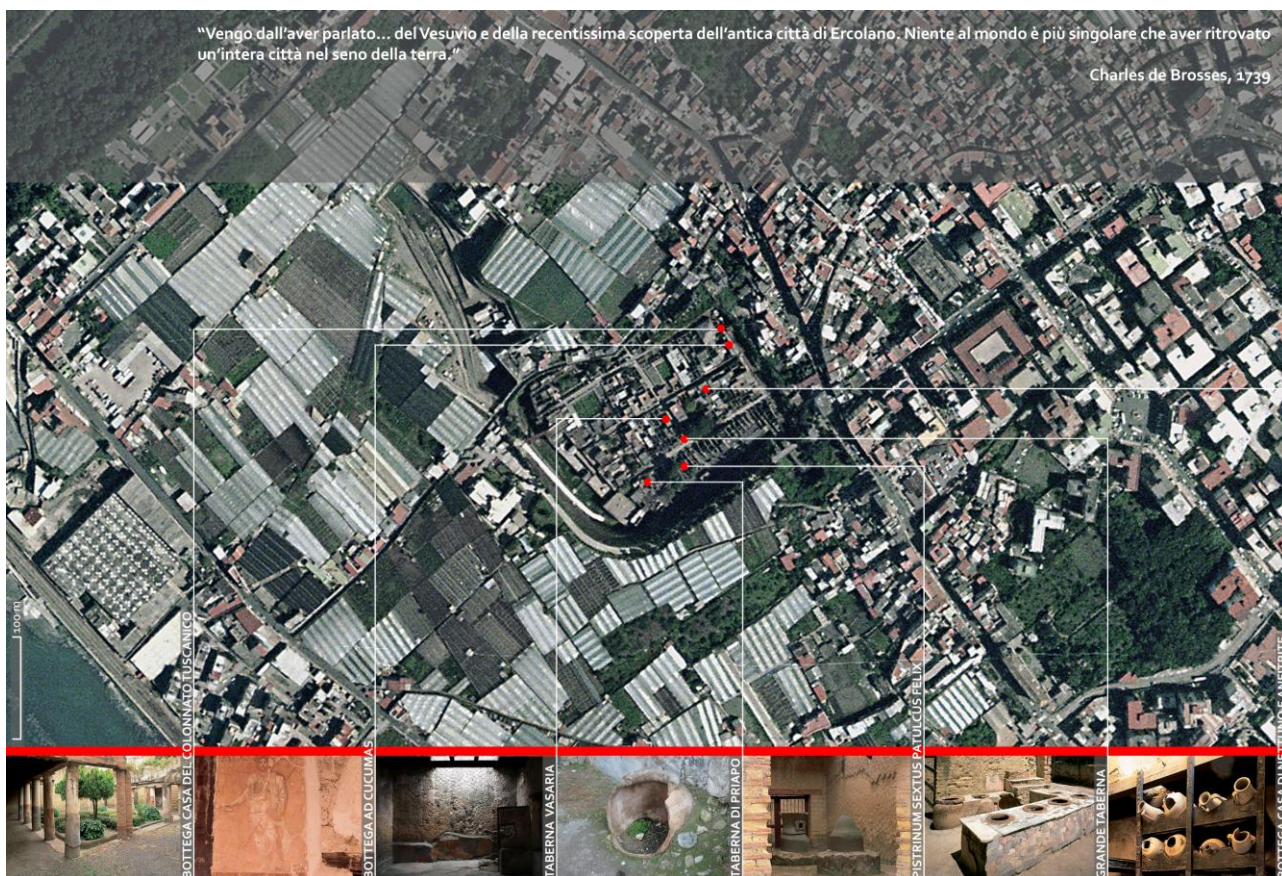 “Vengo dall’aver parlato... del Vesuvio e della recentissima scoperta dell’antica città di Ercolano. Niente al mondo è più singolare che aver ritrovato
un’intera città nel seno della terra.”
Charles de Brosses, 1739
100 m
BOTTEGA CASA DEL COLONNATO TUSCANICO
BOTTEGA AD CUCUMAS
TABERNA VASARIA
TABERNA DI PRIAPO
PISTRINUM SEXTUS PATULCUS FELIX
GRANDE TABERNA